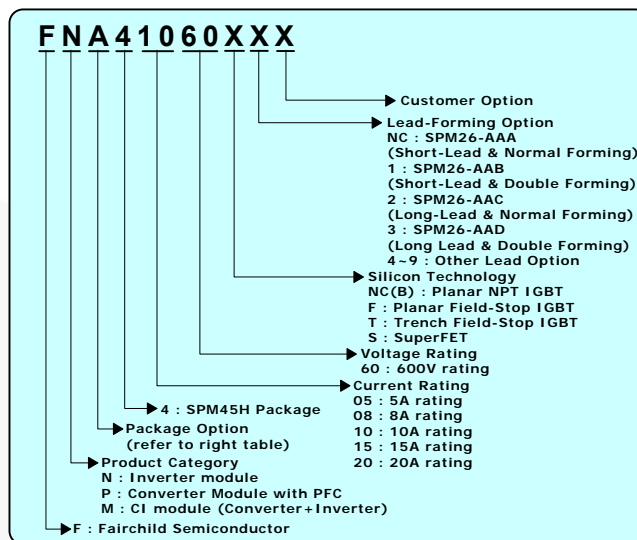 FNA41060XXX
Customer Option
Lead-Forming Option
NC : SPM26-AAA
(Short-Lead & Normal Forming)
1 : SPM26-AAB
(Short-Lead & Double Forming)
2 : SPM26-AAC
(Long-Lead & Normal Forming)
3 : SPM26-AAD
(Long Lead & Double Forming)
4~9 : Other Lead Option
Silicon Technology
NC(B) : Planar NPT IGBT
F : Planar Field-Stop IGBT
T : Trench Field-Stop IGBT
S : SuperFET
Voltage Rating
60 : 600V rating
Current Rating
05 : 5A rating
08 : 8A rating
10 : 10A rating
15 : 15A rating
20 : 20A rating
4 : SPM45H Package
Package Option
(refer to right table)
Product Category
N : Inverter module
P : Converter Module with PFC
M : CI module (Converter+Inverter)
F : Fairchild Semiconductor